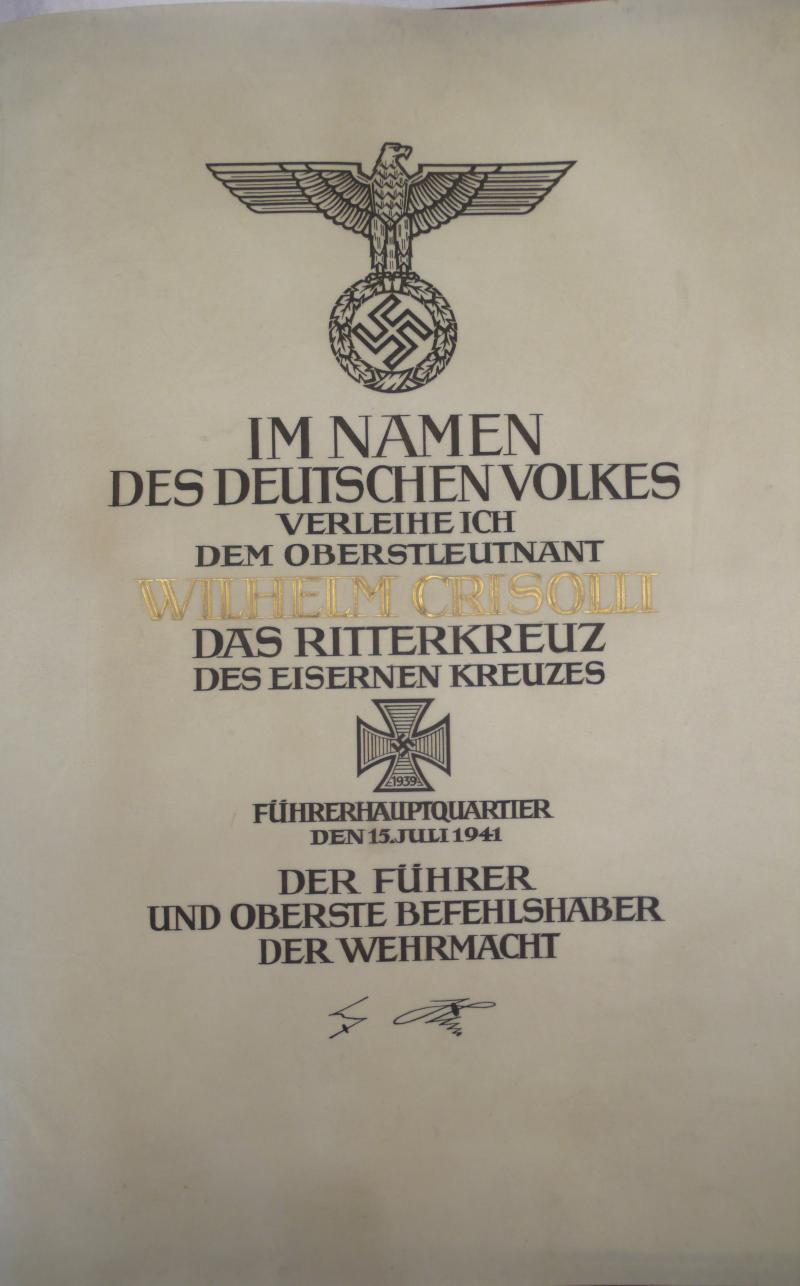 IM NAMEN
DES DEUTSCHEN VOLKES
VERLEIHE ICH
DEM OBERSTLEUTNANT
WILHELM CRISOLLI
DAS RITTERKREUZ
DES EISERNEN KREUZES
1939
FÜHRERHAUPTQUARTIER
DEN 15. JULI 1941
DER FÜHRER
UND OBERSTE BEFEHLSHABER
DER WEHRMACHT